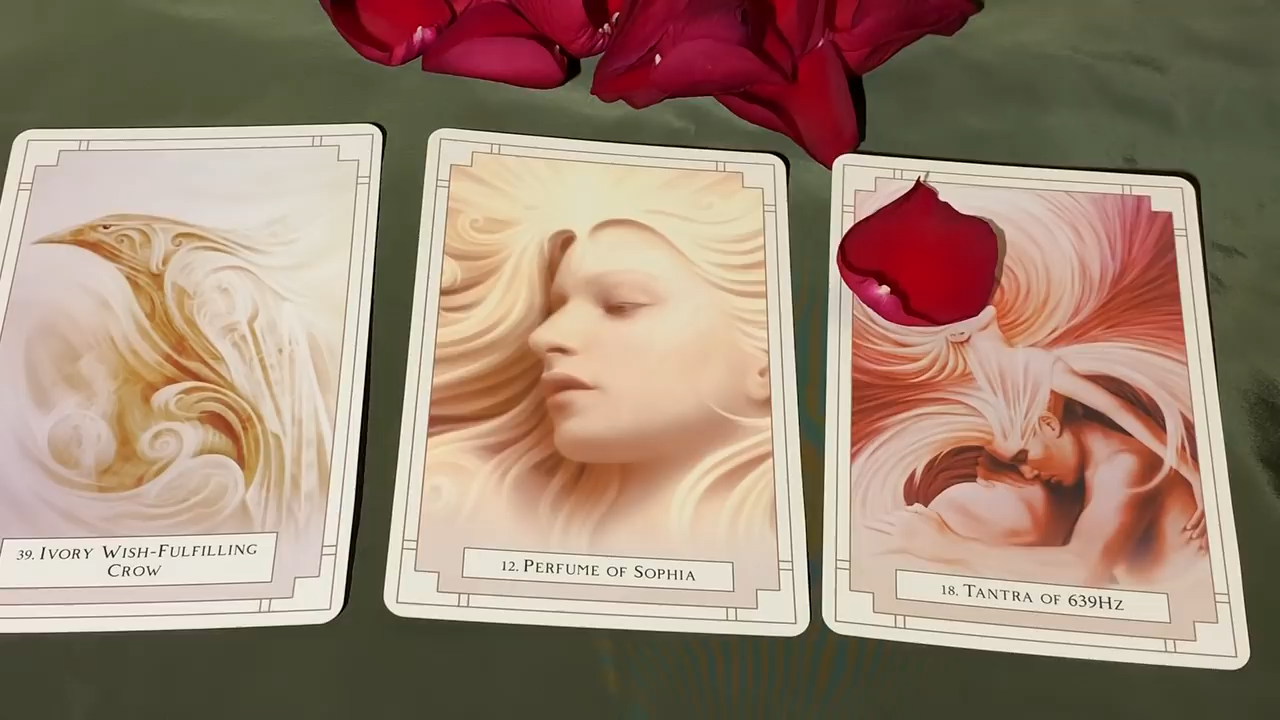 39. Ivory Wish-Fulfilling
Crow
12. Perfume of Sophia
18. Tantra of 639Hz